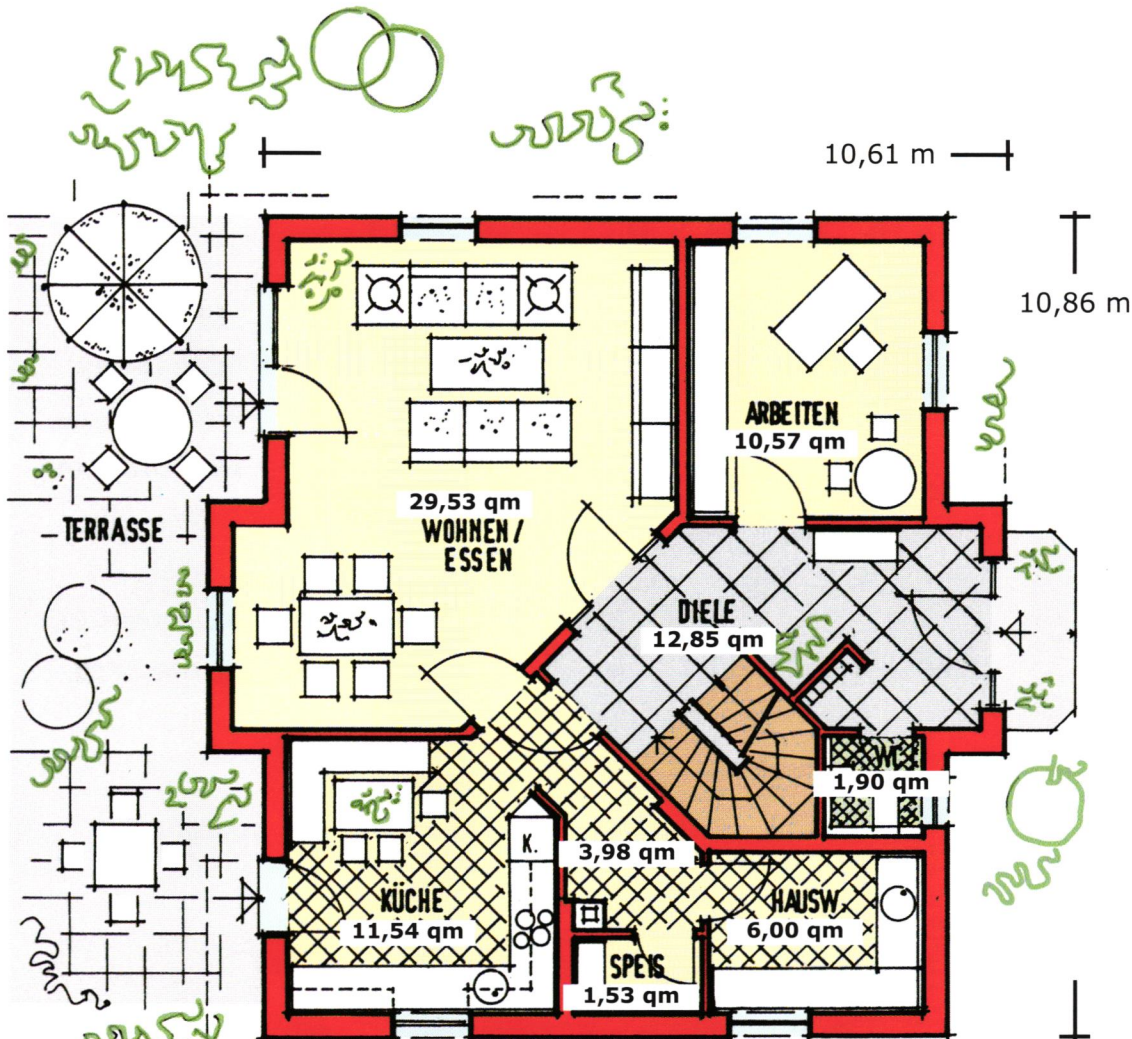 10,61 m
10,86 m
ARBEITEN
10,57 qm
29,53 qm
WOHNEN/
ESSEN
TERRASSE
DIELE
12,85 qm
1,90 qm
K.
3,98 qm
KÜCHE
11,54 qm
HAUSW.
6,00 qm
SPEIS
1,53 qm